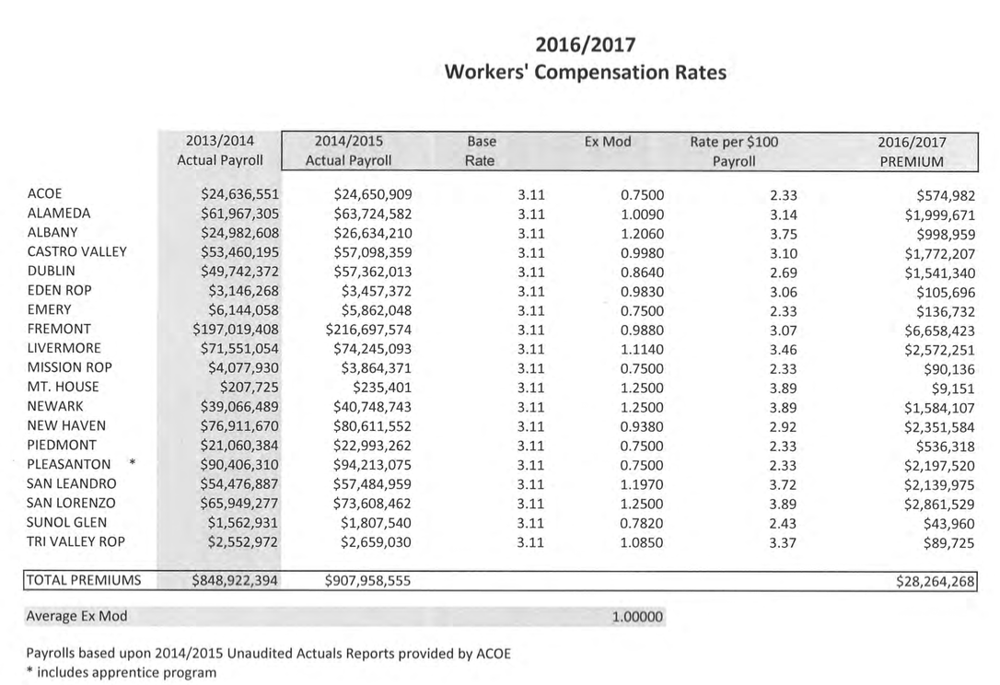 2016/2017
Workers' Compensation Rates
2013/2014 2014/2015 Base Ex Mod Rate per $100 2016/2017
Actual Payroll Actual Payroll Rate Payroll PREMIUM
ACOE $24,636,551 $24,650,909 3.11 0.7500 2.33 $574,982
ALAMEDA $61,967,305 $63,724,582 3.11 1.0090 3.14 $1,999,671
ALBANY $24,982,608 $26,634,210 3.11 1.2060 3.75 $998,959
CASTRO VALLEY $53,460,195 $57,098,359 3.11 0.9980 3.10 $1,772,207
DUBLIN $49,742,372 $57,362,013 3.11 0.8640 2.69 $1,541,340
EDEN ROP $3,146,268 $3,457,372 3.11 0.9830 3.06 $105,696
EMERY $6,144,058 $5,862,048 3.11 0.7500 2.33 $136,732
FREMONT $197,019,408 $216,697,574 3.11 0.9880 3.07 $6,658,423
LIVERMORE $71,551,054 $74,245,093 3.11 1.1140 3.46 $2,572,251
MISSION ROP $4,077,930 $3,864,371 3.11 0.7500 2.33 $90,136
MT. HOUSE $207,725 $235,401 3.11 1.2500 3.89 $9,151
NEWARK $39,066,489 $40,748,743 3.11 1.2500 3.89 $1,584,107
NEW HAVEN $76,911,670 $80,611,552 3.11 0.9380 2.92 $2,351,584
PIEDMONT $21,060,384 $22,993,262 3.11 0.7500 2.33 $536,318
PLEASANTON * $90,406,310 $94,213,075 3.11 0.7500 2.33 $2,197,520
SAN LEANDRO $54,476,887 $57,484,959 3.11 1.1970 3.72 $2,139,975
SAN LORENZO $65,949,277 $73,608,462 3.11 1.2500 3.89 $2,861,529
SUNOL GLEN $1,562,931 $1,807,540 3.11 0.7820 2.43 $43,960
TRI VALLEY ROP $2,552,972 $2,659,030 3.11 1.0850 3.37 $89,725
TOTAL PREMIUMS $848,922,394 $907,958,555 $28,264,268
Average Ex Mod 1.00000
Payrolls based upon 2014/2015 Unaudited Actuals Reports provided by ACOE
* includes apprentice program